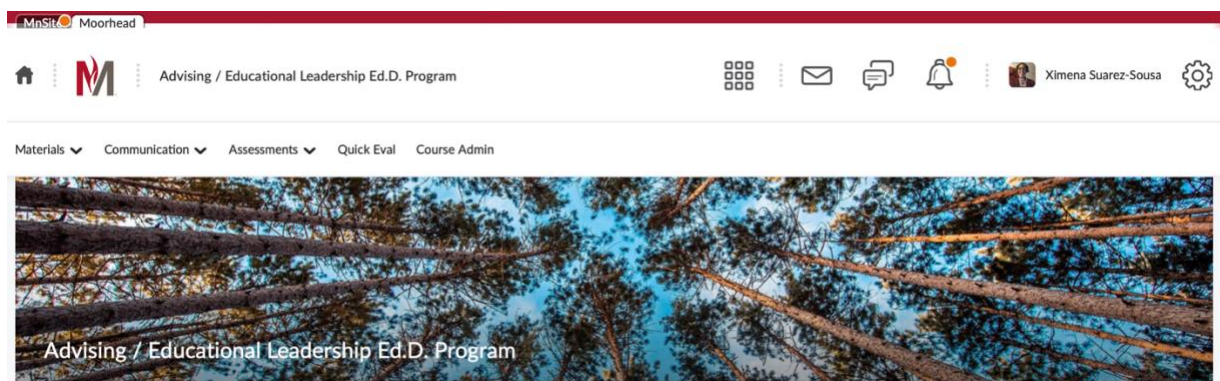 MnSite Moorhead
Advising / Educational Leadership Ed.D. Program
Ximena Suarez-Sousa
Materials Communication Assessments Quick Eval Course Admin
Advising / Educational Leadership Ed.D. Program